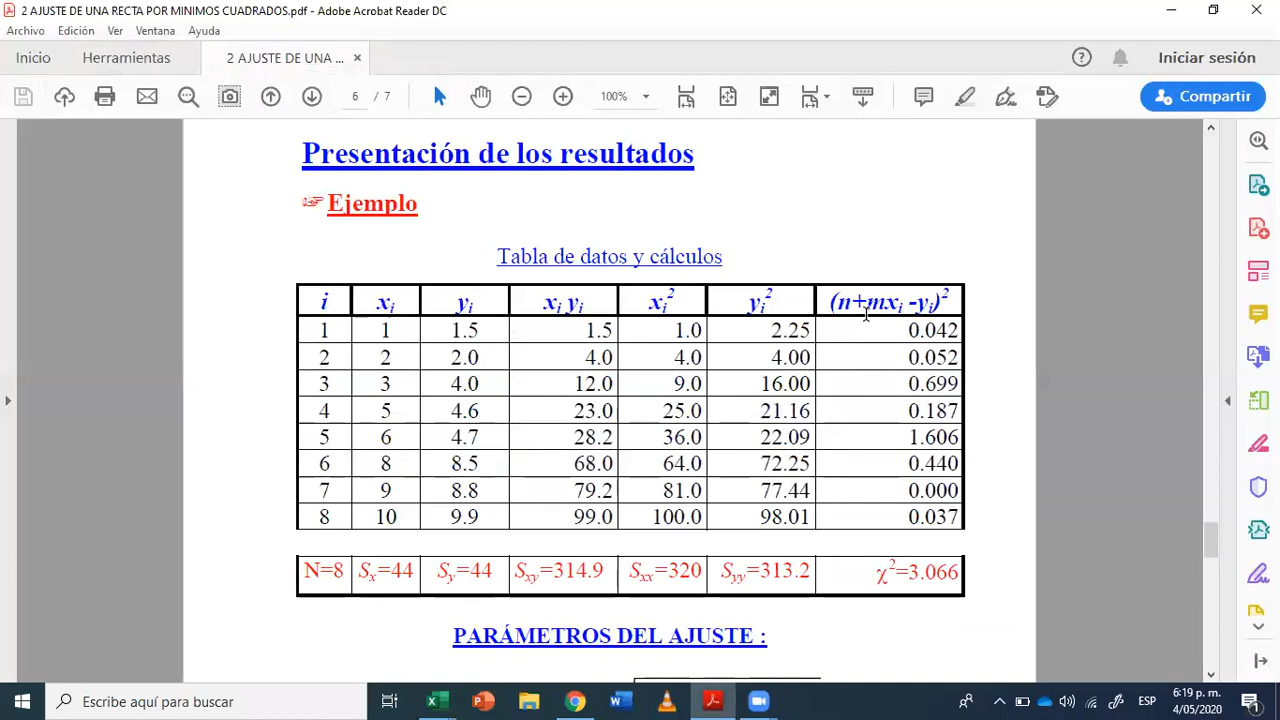 2 AJUSTE DE UNA RECTA POR MINIMOS CUADRADOS.pdf - Adobe Acrobat Reader DC
Archivo Edición Ver Ventana Ayuda
Inicio Herramientas 2 AJUSTE DE UNA ... × Iniciar sesión
6 / 7 100% Compartir
Presentación de los resultados
☞ Ejemplo
Tabla de datos y cálculos
i xᵢ yᵢ xᵢ yᵢ xᵢ² yᵢ² (n+mxᵢ -yᵢ)²
1 1 1.5 1.5 1.0 2.25 0.042
2 2 2.0 4.0 4.0 4.00 0.052
3 3 4.0 12.0 9.0 16.00 0.699
4 5 4.6 23.0 25.0 21.16 0.187
5 6 4.7 28.2 36.0 22.09 1.606
6 8 8.5 68.0 64.0 72.25 0.440
7 9 8.8 79.2 81.0 77.44 0.000
8 10 9.9 99.0 100.0 98.01 0.037
N=8 Sₓ=44 Sy=44 Sxy=314.9 Sxx=320 Syy=313.2 χ²=3.066
PARÁMETROS DEL AJUSTE :
Escribe aquí para buscar ESP 6:19 p. m.
4/05/2020